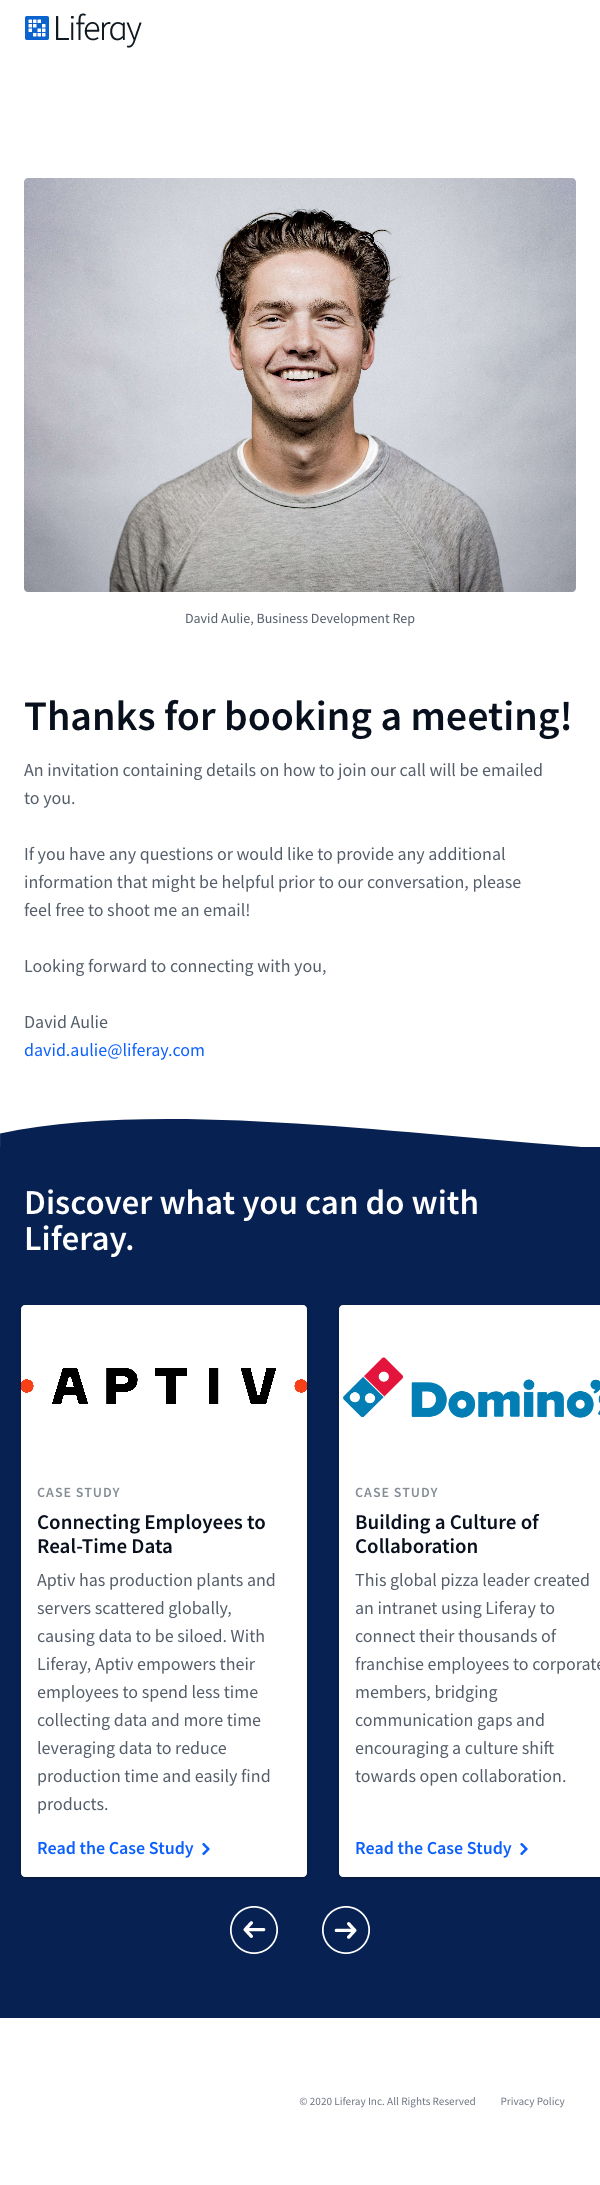 Liferay
David Aulie, Business Development Rep
Thanks for booking a meeting!
An invitation containing details on how to join our call will be emailed
to you.
If you have any questions or would like to provide any additional
information that might be helpful prior to our conversation, please
feel free to shoot me an email!
Looking forward to connecting with you,
David Aulie
david.aulie@liferay.com
Discover what you can do with
Liferay.
APTIV
CASE STUDY
Connecting Employees to
Real-Time Data
Aptiv has production plants and
servers scattered globally,
causing data to be siloed. With
Liferay, Aptiv empowers their
employees to spend less time
collecting data and more time
leveraging data to reduce
production time and easily find
products.
Read the Case Study
Domino's
CASE STUDY
Building a Culture of
Collaboration
This global pizza leader created
an intranet using Liferay to
connect their thousands of
franchise employees to corporate
members, bridging
communication gaps and
encouraging a culture shift
towards open collaboration.
Read the Case Study
© 2020 Liferay Inc. All Rights Reserved Privacy Policy